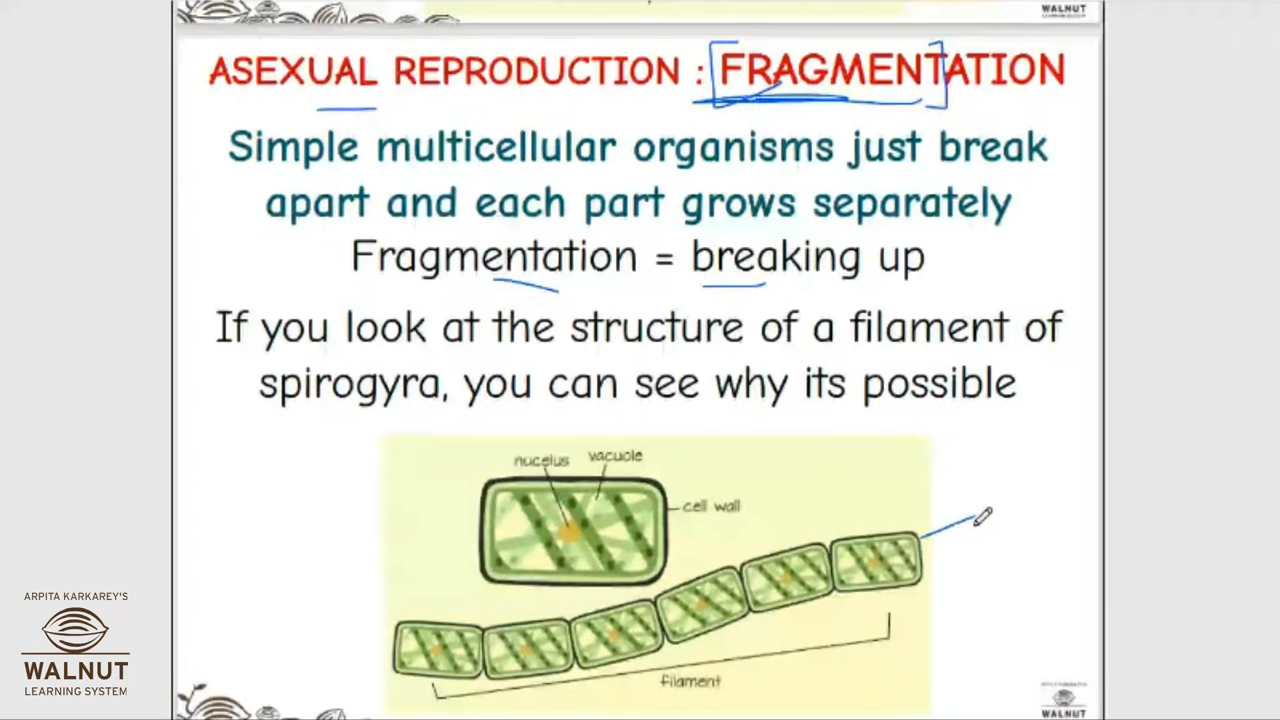 WALNUT
ASEXUAL REPRODUCTION : FRAGMENTATION
Simple multicellular organisms just break
apart and each part grows separately
Fragmentation = breaking up
If you look at the structure of a filament of
spirogyra, you can see why its possible
nucelus vacuole
cell wall
filament
ARPITA KARKAREY'S
WALNUT
LEARNING SYSTEM
WALNUT